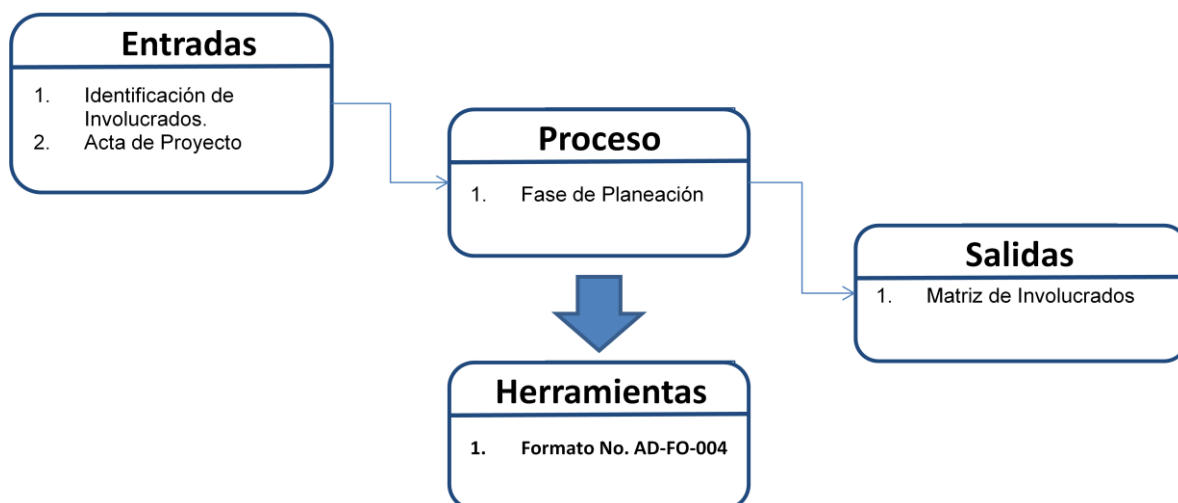 Entradas
1. Identificación de
Involucrados.
2. Acta de Proyecto
Proceso
1. Fase de Planeación
Salidas
1. Matriz de Involucrados
Herramientas
1. Formato No. AD-FO-004